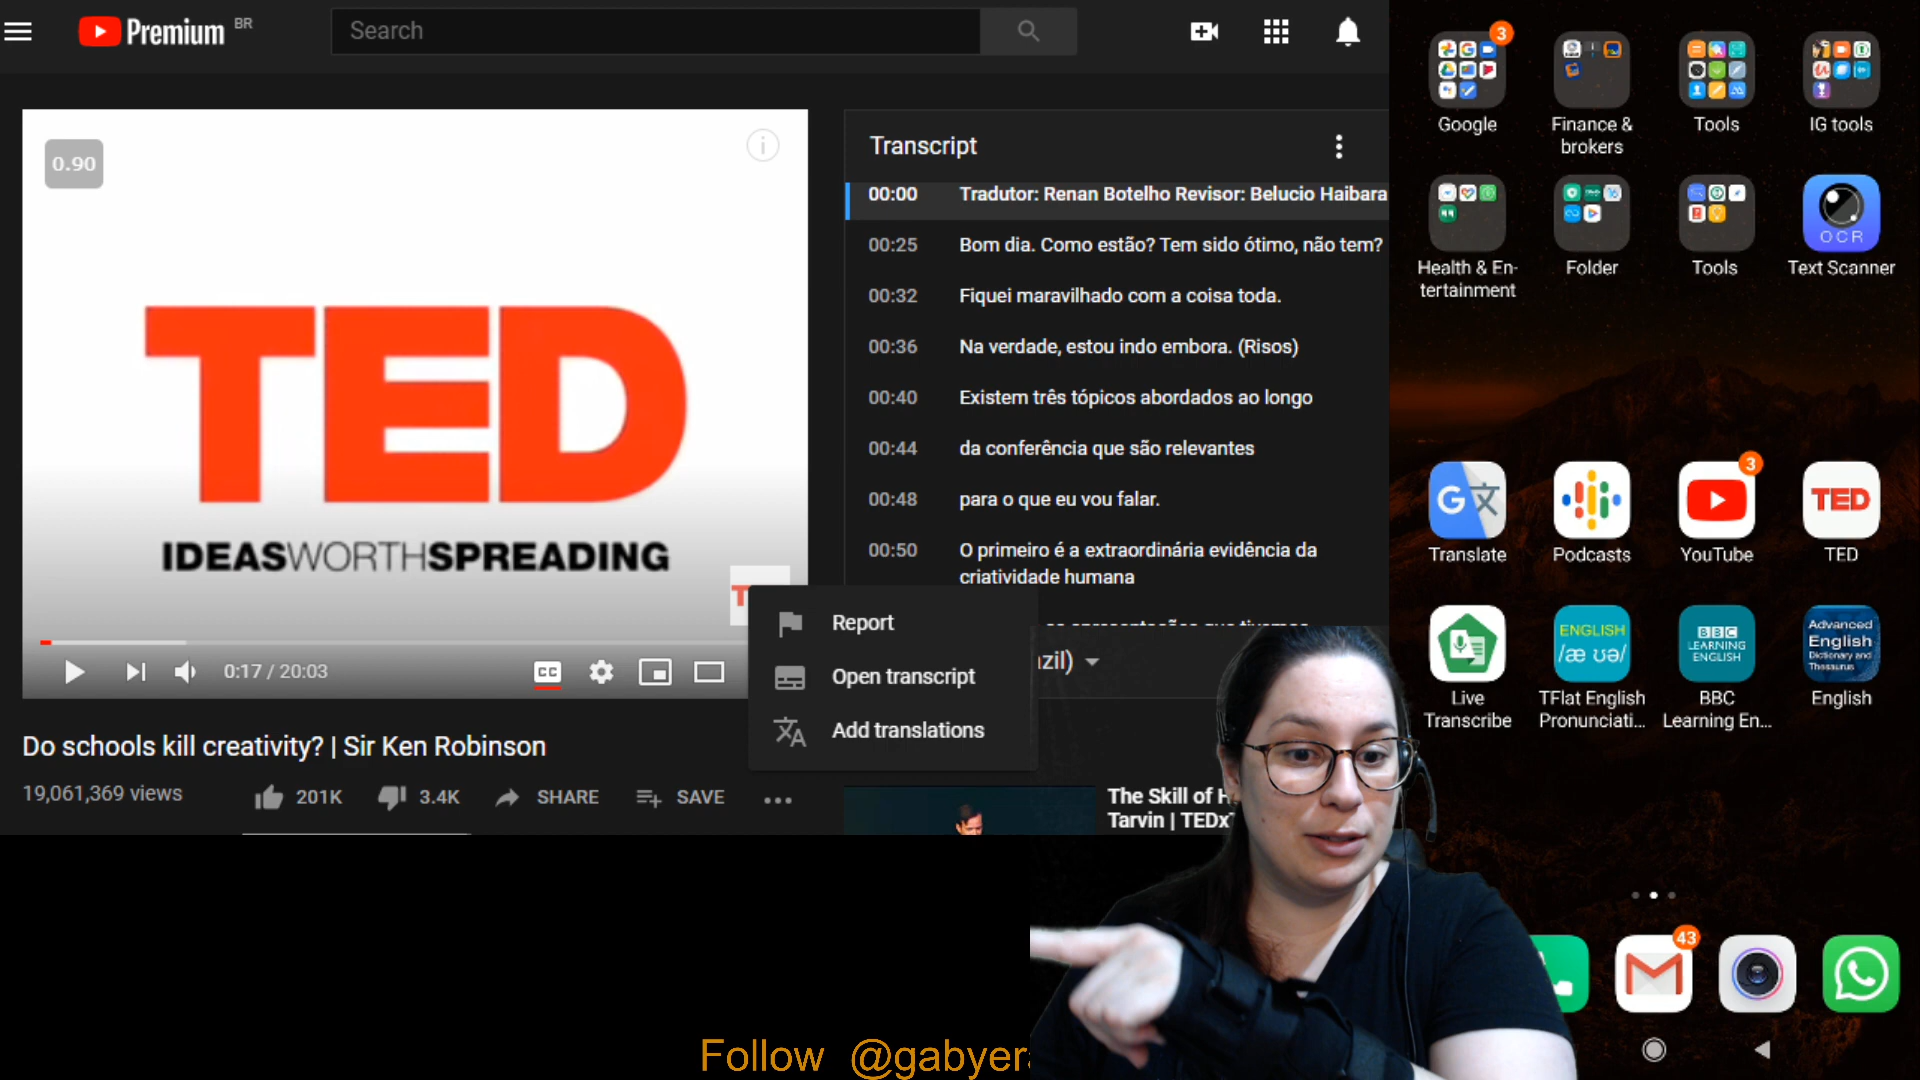 Premium BR
Search
0.90
TED
IDEASWORTHSPREADING
0:17 / 20:03
CC
Do schools kill creativity? | Sir Ken Robinson
19,061,369 views
201K
3.4K
SHARE
SAVE
Transcript
00:00 Tradutor: Renan Botelho Revisor: Belucio Haibara
00:25 Bom dia. Como estão? Tem sido ótimo, não tem?
00:32 Fiquei maravilhado com a coisa toda.
00:36 Na verdade, estou indo embora. (Risos)
00:40 Existem três tópicos abordados ao longo
00:44 da conferência que são relevantes
00:48 para o que eu vou falar.
00:50 O primeiro é a extraordinária evidência da
criatividade humana
Report
Open transcript
Add translations
zil)
The Skill of H
Tarvin | TEDx
Follow @gabyer
3
Google
Finance &
brokers
Tools
IG tools
Health & En-
tertainment
Folder
Tools
OCR
Text Scanner
Translate
Podcasts
3
YouTube
TED
TED
Live
Transcribe
ENGLISH
/æ ʊə/
TFlat English
Pronunciati...
BBC
LEARNING
ENGLISH
BBC
Learning En...
Advanced
English
Dictionary and
Thesaurus
English
43